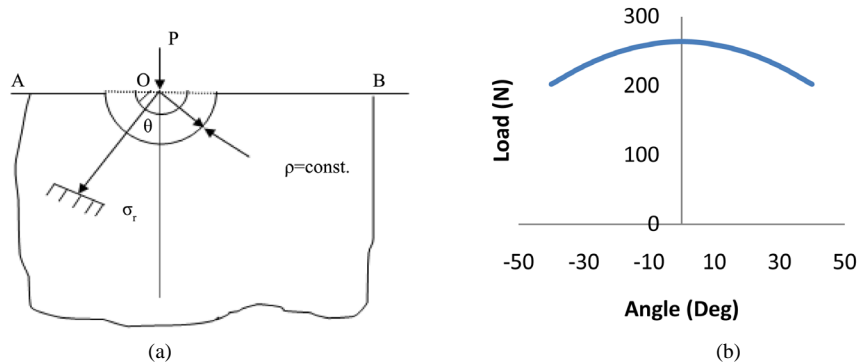 P
A
O
B
θ
ρ=const.
σr
(a)
300
200
100
0
Load (N)
-50 -30 -10 10 30 50
Angle (Deg)
(b)